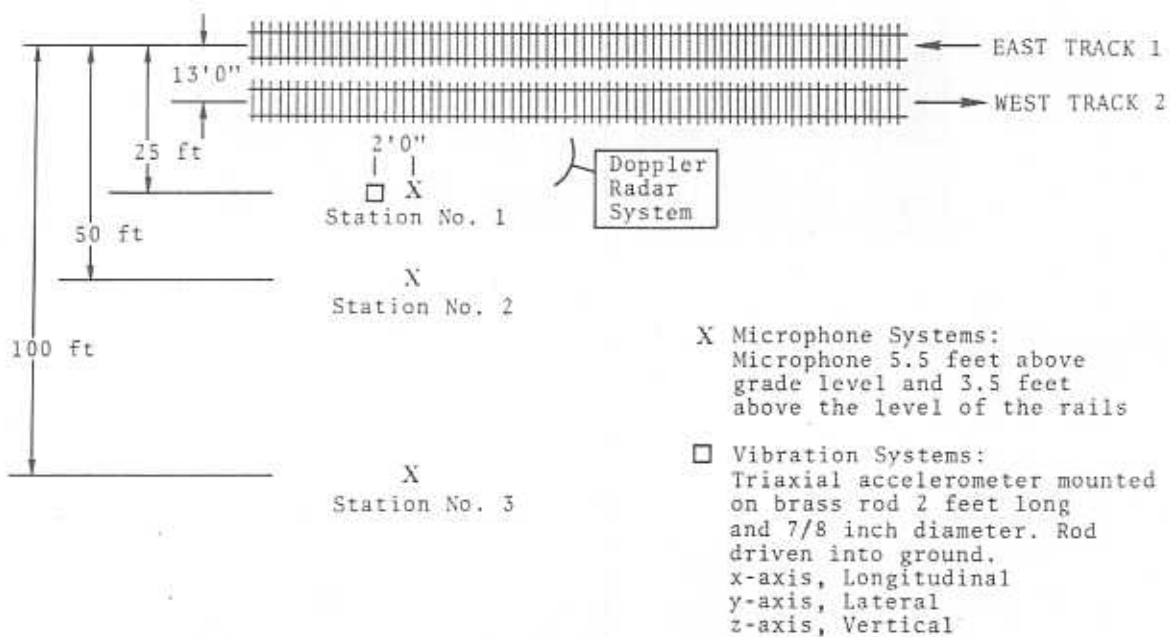 EAST TRACK 1
13'0"
WEST TRACK 2
2'0"
25 ft
Doppler
Radar
System
X
Station No. 1
50 ft
X
Station No. 2
100 ft
X Microphone Systems:
Microphone 5.5 feet above
grade level and 3.5 feet
above the level of the rails
Vibration Systems:
Triaxial accelerometer mounted
on brass rod 2 feet long
and 7/8 inch diameter. Rod
driven into ground.
x-axis, Longitudinal
y-axis, Lateral
z-axis, Vertical
X
Station No. 3